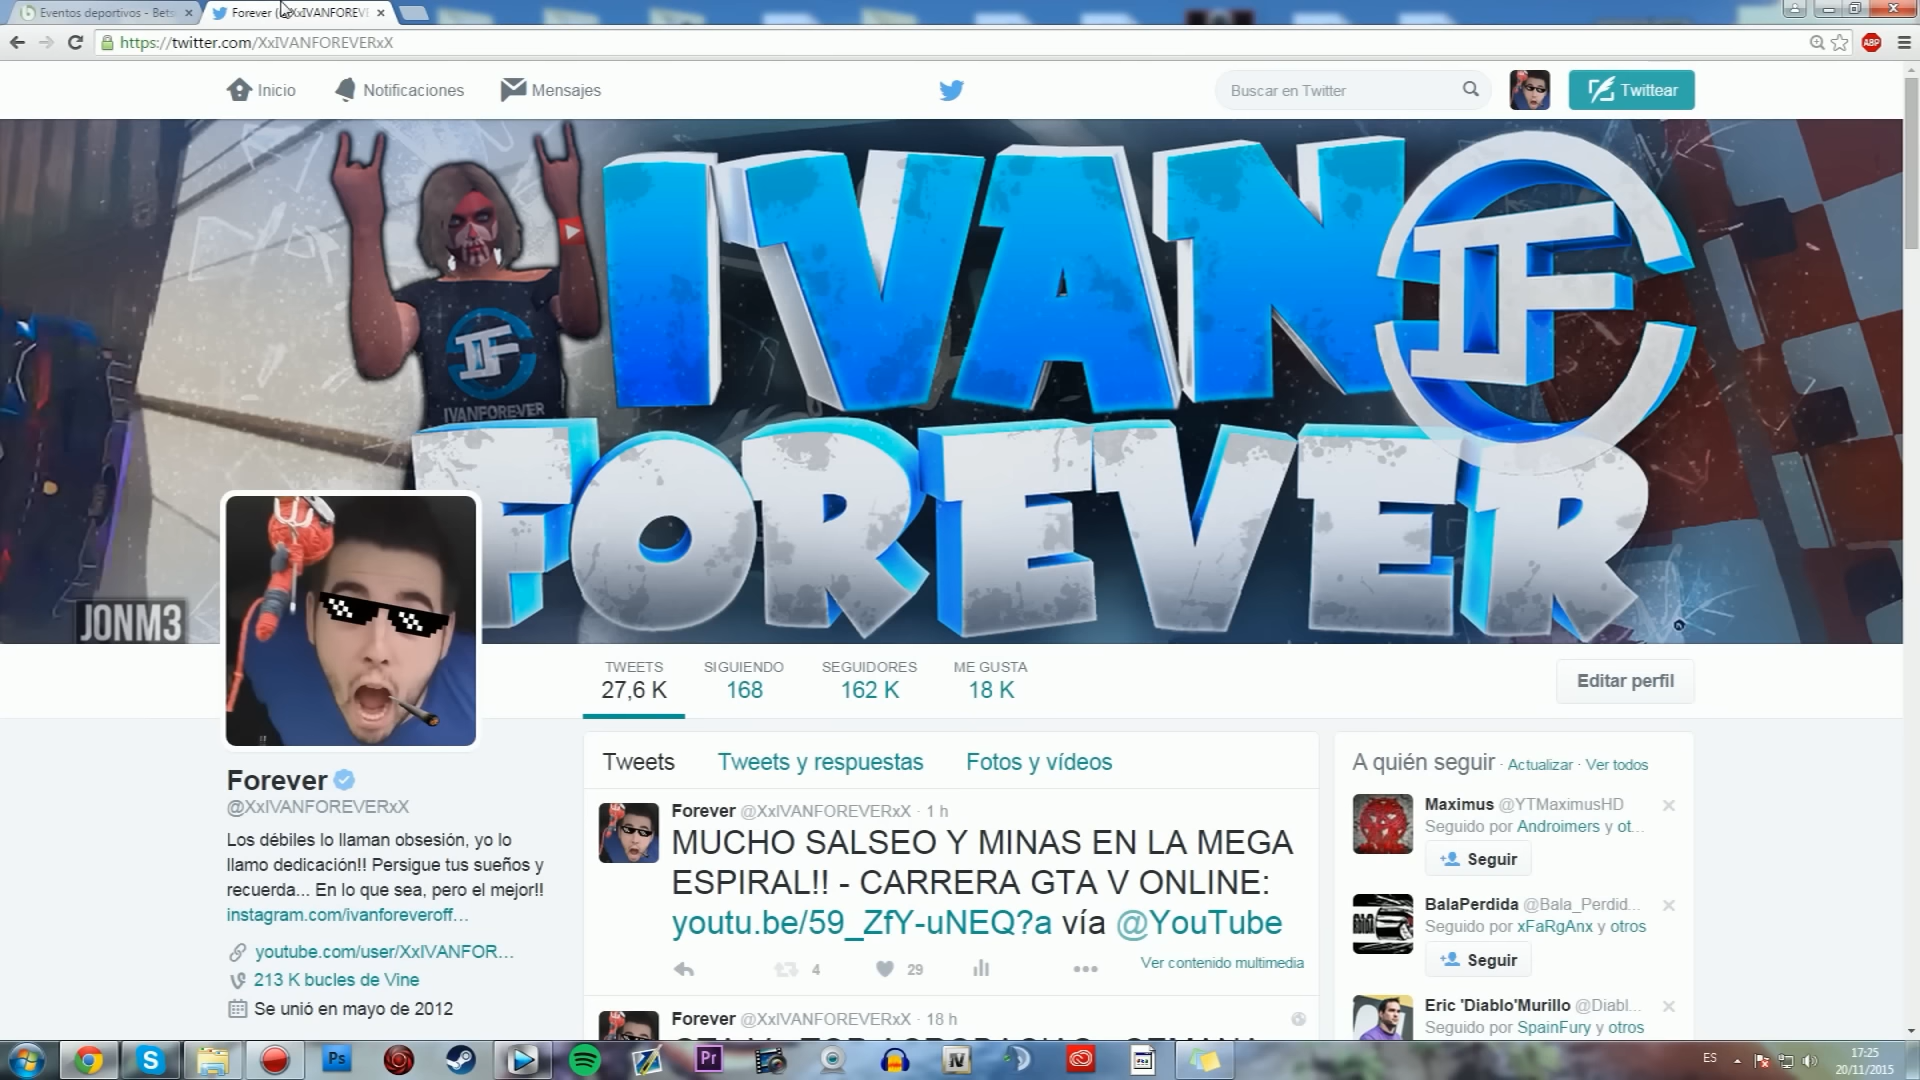 Eventos deportivos - Bets
Forever (
XxIVANFOREVE
https://twitter.com/XxIVANFOREVERxX
ABP
Inicio
Notificaciones
Mensajes
Buscar en Twitter
Twittear
IVAN
IF
IF
IVANFOREVER
FOREVER
JONM3
TWEETS
27,6 K
SIGUIENDO
168
SEGUIDORES
162 K
ME GUSTA
18 K
Editar perfil
Forever
@XxIVANFOREVERxX
Los débiles lo llaman obsesión, yo lo
llamo dedicación!! Persigue tus sueños y
recuerda... En lo que sea, pero el mejor!!
instagram.com/ivanforeveroff…
youtube.com/user/XxIVANFOR…
213 K bucles de Vine
Se unió en mayo de 2012
Tweets
Tweets y respuestas
Fotos y vídeos
Forever @XxIVANFOREVERxX · 1 h
MUCHO SALSEO Y MINAS EN LA MEGA
ESPIRAL!! - CARRERA GTA V ONLINE:
youtu.be/59_ZfY-uNEQ?a vía @YouTube
4
29
Ver contenido multimedia
Forever @XxIVANFOREVERxX · 18 h
A quién seguir · Actualizar · Ver todos
Maximus @YTMaximusHD
Seguido por Androimers y ot...
Seguir
BalaPerdida @Bala_Perdid...
Seguido por xFaRgAnx y otros
Seguir
Eric 'Diablo'Murillo @Diabl...
Seguido por SpainFury y otros
Ps
Pr
ES
17:25
20/11/2015